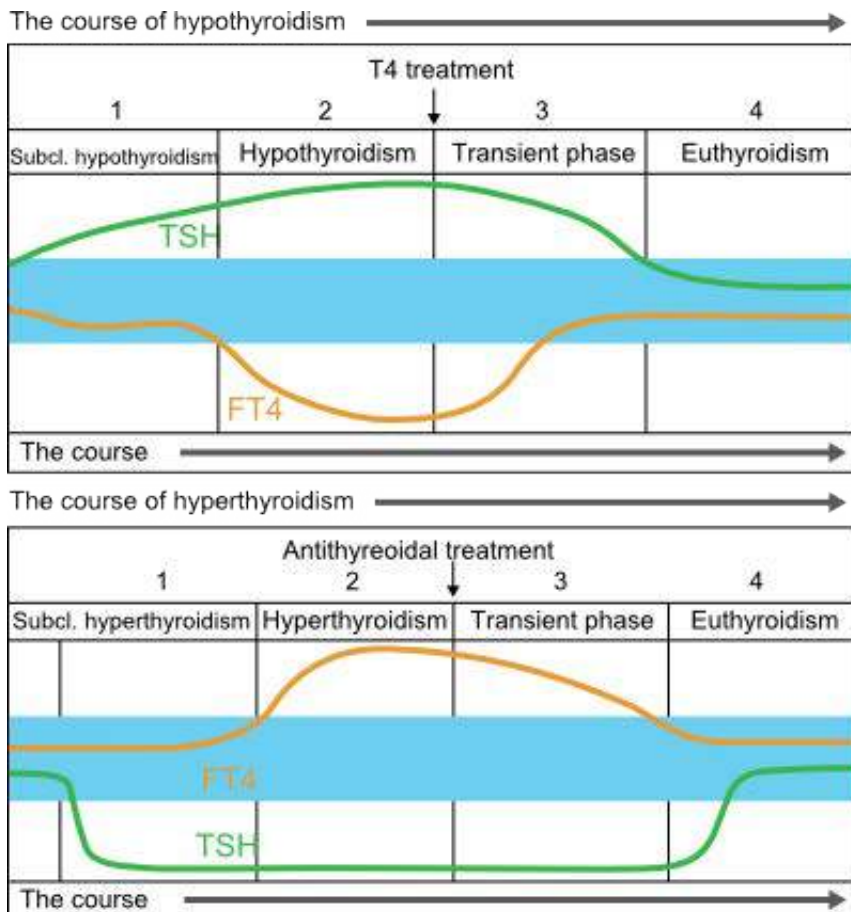 The course of hypothyroidism
T4 treatment
1 2 3 4
Subcl. hypothyroidism Hypothyroidism Transient phase Euthyroidism
TSH
FT4
The course
The course of hyperthyroidism
Antithyreoidal treatment
1 2 3 4
Subcl. hyperthyroidism Hyperthyroidism Transient phase Euthyroidism
FT4
TSH
The course